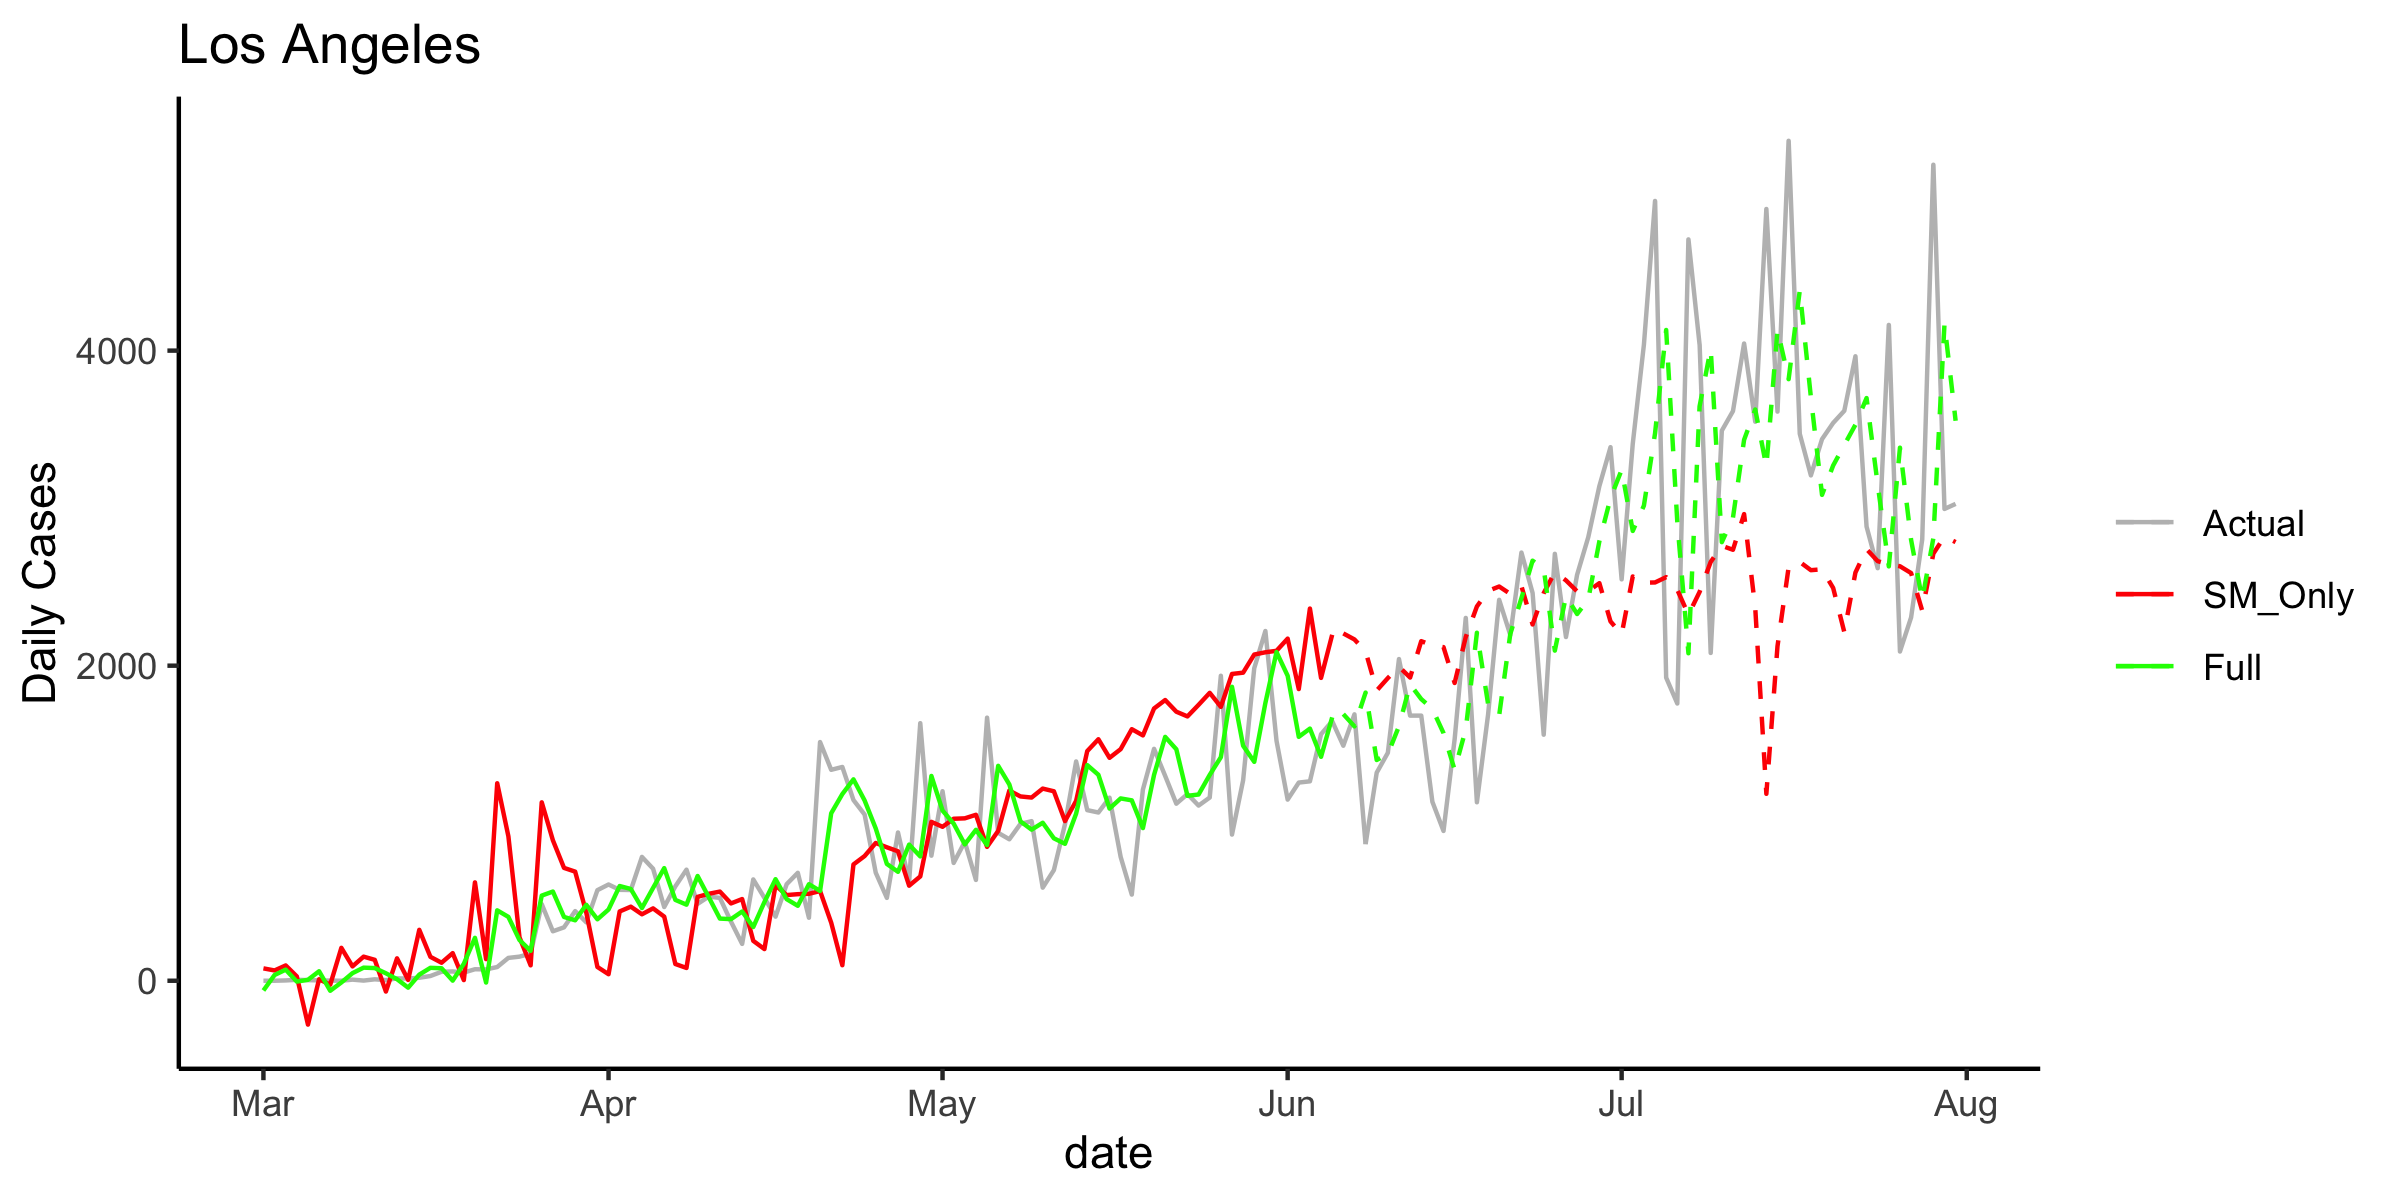 Los Angeles
Daily Cases
4000
2000
0
Mar Apr May Jun Jul Aug
date
Actual
SM_Only
Full